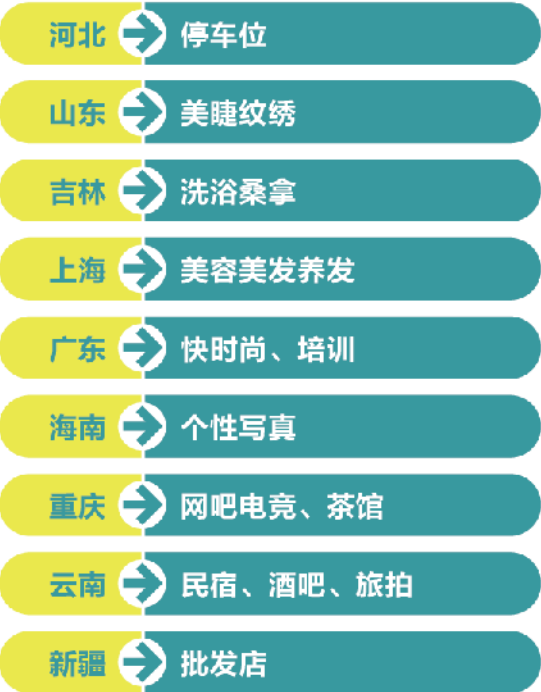 河北 停车位
山东 美睫纹绣
吉林 洗浴桑拿
上海 美容美发养发
广东 快时尚、培训
海南 个性写真
重庆 网吧电竞、茶馆
云南 民宿、酒吧、旅拍
新疆 批发店